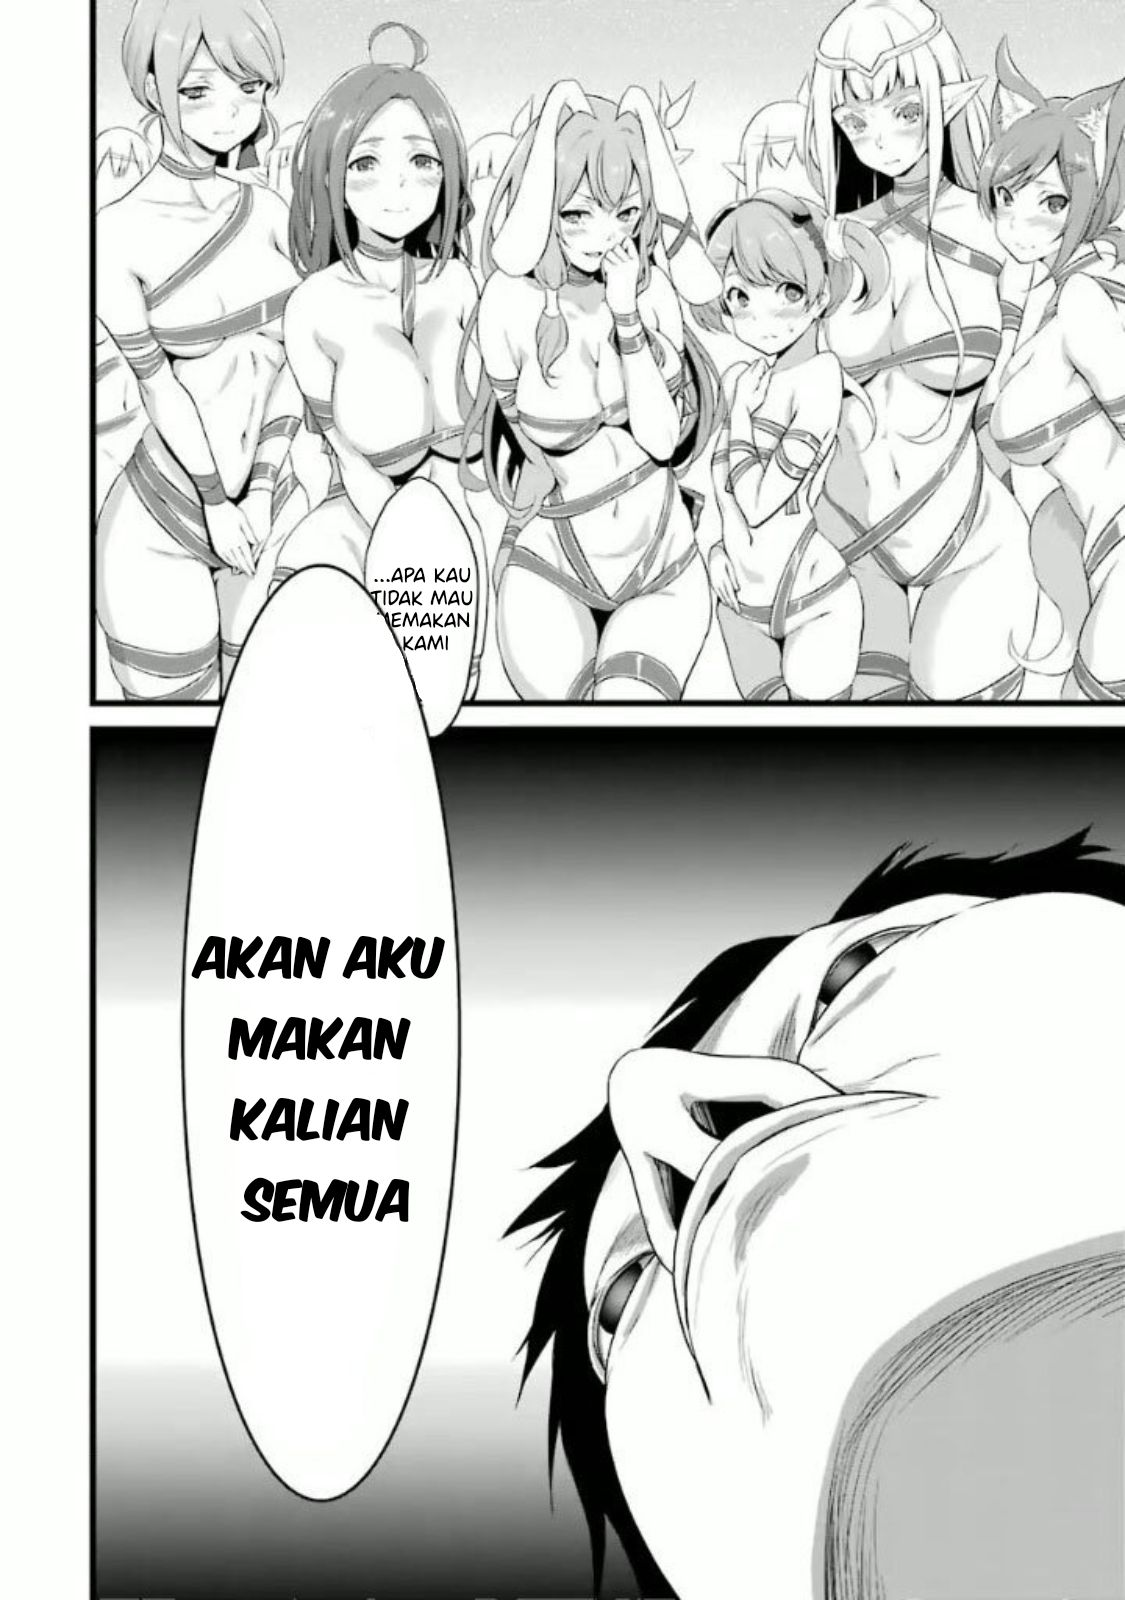 ...APA KAU
TIDAK MAU
MEMAKAN
KAMI
AKAN AKU
MAKAN
KALIAN
SEMUA